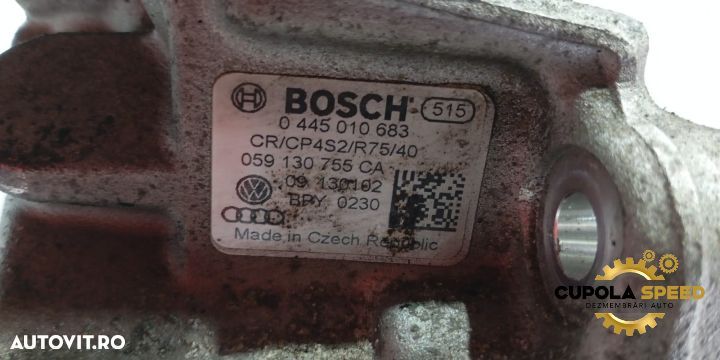 BOSCH 515
0 445 010 683
CR/CP4S2/R75/40
059 130 755 CA
09 130102
BPY 0230
Made in Czech Republic
CUPOLA SPEED
DEZMEMBRĂRI AUTO
AUTOVIT.RO